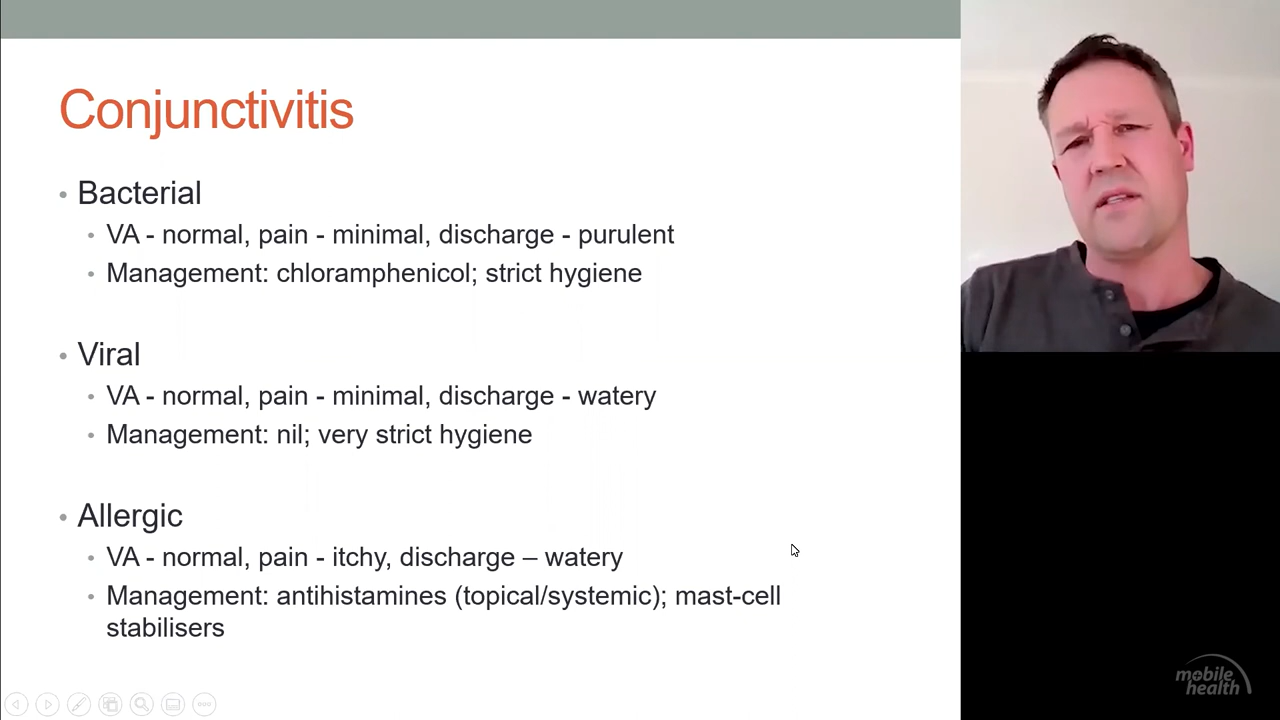 Conjunctivitis
• Bacterial
• VA - normal, pain - minimal, discharge - purulent
• Management: chloramphenicol; strict hygiene
• Viral
• VA - normal, pain - minimal, discharge - watery
• Management: nil; very strict hygiene
• Allergic
• VA - normal, pain - itchy, discharge – watery
• Management: antihistamines (topical/systemic); mast-cell
stabilisers
mobile
health